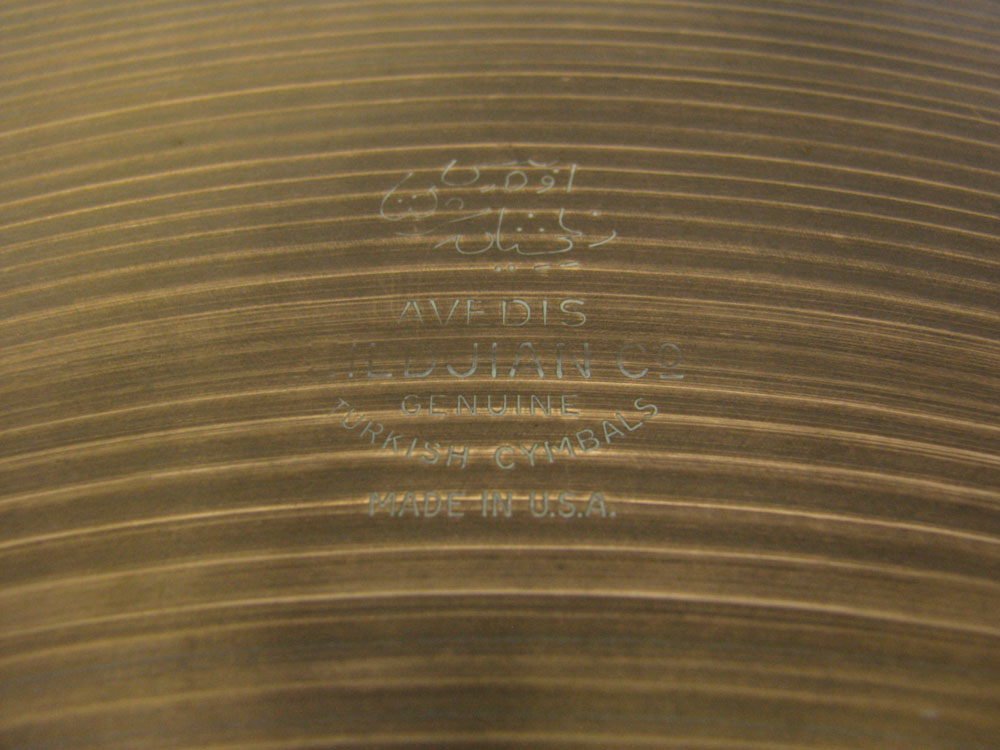 AVEDIS
ZILDJIAN CO
GENUINE
TURKISH CYMBALS
MADE IN U.S.A.